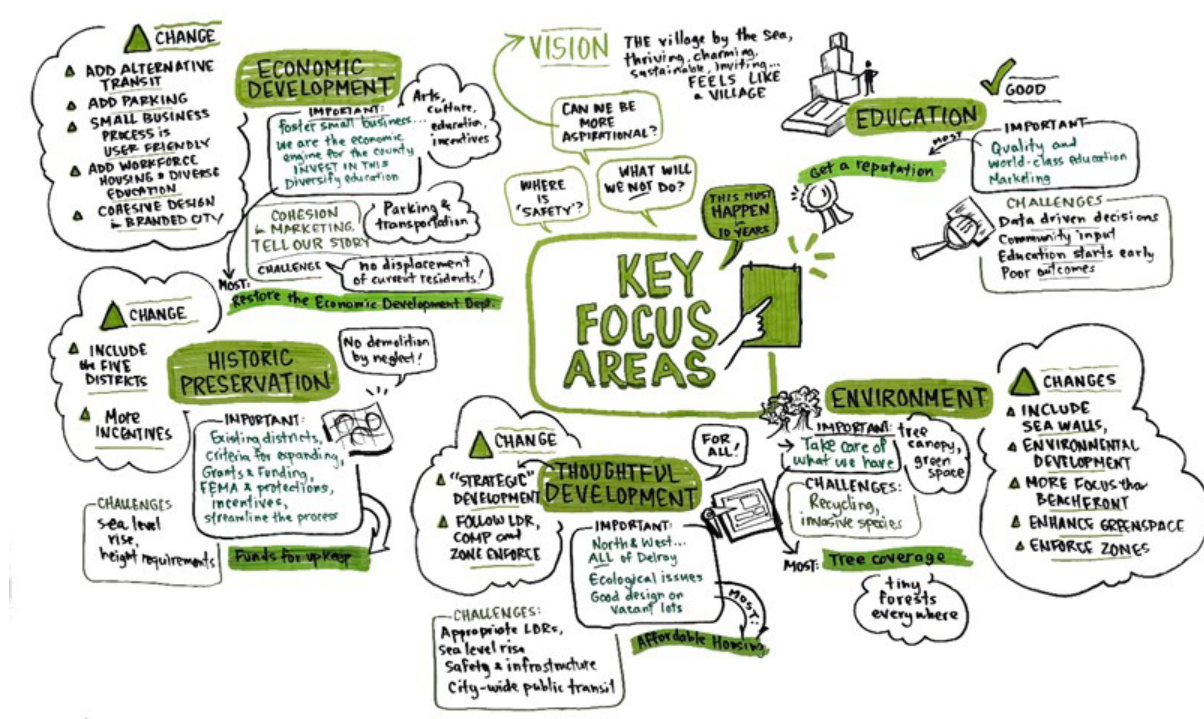 CHANGE
ADD ALTERNATIVE
TRANSIT
ADD PARKING
SMALL BUSINESS
PROCESS is
USER FRIENDLY
ADD WORKFORCE
HOUSING & DIVERSE
EDUCATION
COHESIVE DESIGN
in BRANDED CITY
ECONOMIC
DEVELOPMENT
IMPORTANT:
foster small business...
we are the economic
engine for the county
INVEST IN THIS
Diversify education
Arts,
culture,
education,
incentives
COHESION
in MARKETING,
TELL OUR STORY
Parking &
transportation
CHALLENGE
no displacement
of current residents!
MOST:
Restore the Economic Development Dept.
VISION
THE village by the sea,
thriving, charming,
sustainable, inviting...
FEELS LIKE
a VILLAGE
CAN WE BE
MORE
ASPIRATIONAL?
WHERE
IS
'SAFETY'?
WHAT WILL
WE NOT DO?
THIS MUST
HAPPEN
in
10 YEARS
KEY
FOCUS
AREAS
EDUCATION
GOOD
MOST
Get a reputation
IMPORTANT
Quality and
World-class education
Marketing
CHALLENGES
Data driven decisions
Community input
Education starts early
Poor outcomes
CHANGE
INCLUDE
the FIVE
DISTRICTS
More
INCENTIVES
HISTORIC
PRESERVATION
No demolition
by neglect!
IMPORTANT:
Existing districts,
Criteria for expanding,
Grants & Funding,
FEMA & protections,
incentives,
streamline the process
CHALLENGES
sea level
rise,
height requirements
Funds for upkeep
CHANGE
"STRATEGIC"
DEVELOPMENT
FOLLOW LDR,
COMP and
ZONE ENFORCE
THOUGHTFUL
DEVELOPMENT
FOR
ALL!
IMPORTANT:
North & West...
ALL of Delray
Ecological issues
Good design on
vacant lots
MOST:
Affordable Housing
CHALLENGES:
Appropriate LDRs,
sea level rise
Safety & infrastructure
City-wide public transit
ENVIRONMENT
IMPORTANT:
Take care of
what we have
tree
canopy,
green
space
CHALLENGES:
Recycling,
invasive species
MOST:
Tree coverage
tiny
forests
everywhere
CHANGES
INCLUDE
SEA WALLS,
ENVIRONMENTAL
DEVELOPMENT
MORE FOCUS than
BEACHFRONT
ENHANCE GREENSPACE
ENFORCE ZONES